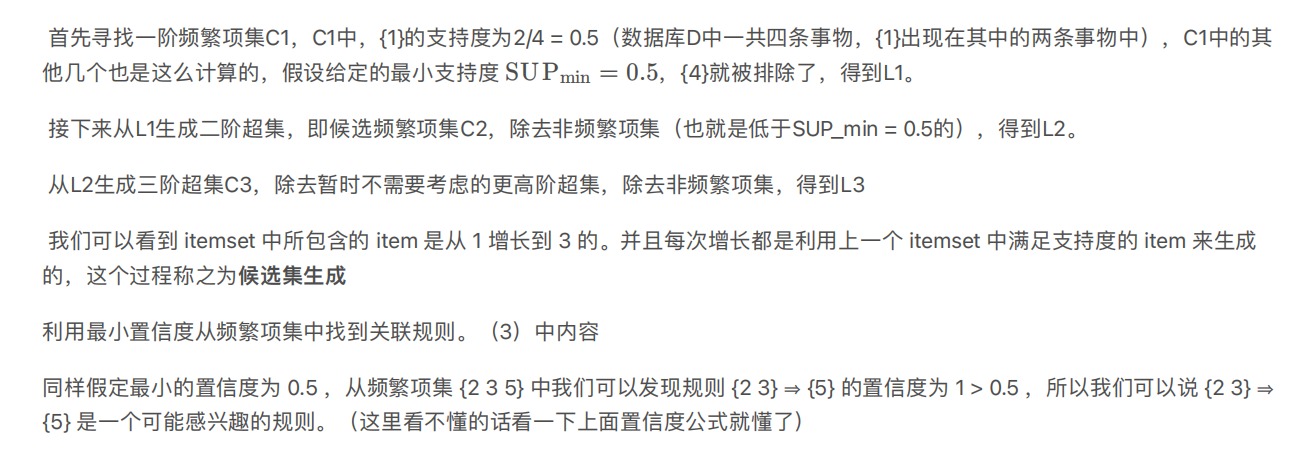 首先寻找一阶频繁项集C1，C1中，{1}的支持度为2/4 = 0.5（数据库D中一共四条事物，{1}出现在其中的两条事物中），C1中的其
他几个也是这么计算的，假设给定的最小支持度 SUPmin = 0.5，{4}就被排除了，得到L1。
接下来从L1生成二阶超集，即候选频繁项集C2，除去非频繁项集（也就是低于SUP_min = 0.5的），得到L2。
从L2生成三阶超集C3，除去暂时不需要考虑的更高阶超集，除去非频繁项集，得到L3
我们可以看到 itemset 中所包含的 item 是从 1 增长到 3 的。并且每次增长都是利用上一个 itemset 中满足支持度的 item 来生成
的，这个过程称之为候选集生成
利用最小置信度从频繁项集中找到关联规则。（3）中内容
同样假定最小的置信度为 0.5 ，从频繁项集 {2 3 5} 中我们可以发现规则 {2 3} ⇒ {5} 的置信度为 1 > 0.5 ，所以我们可以说 {2 3} ⇒
{5} 是一个可能感兴趣的规则。（这里看不懂的话看一下上面置信度公式就懂了）